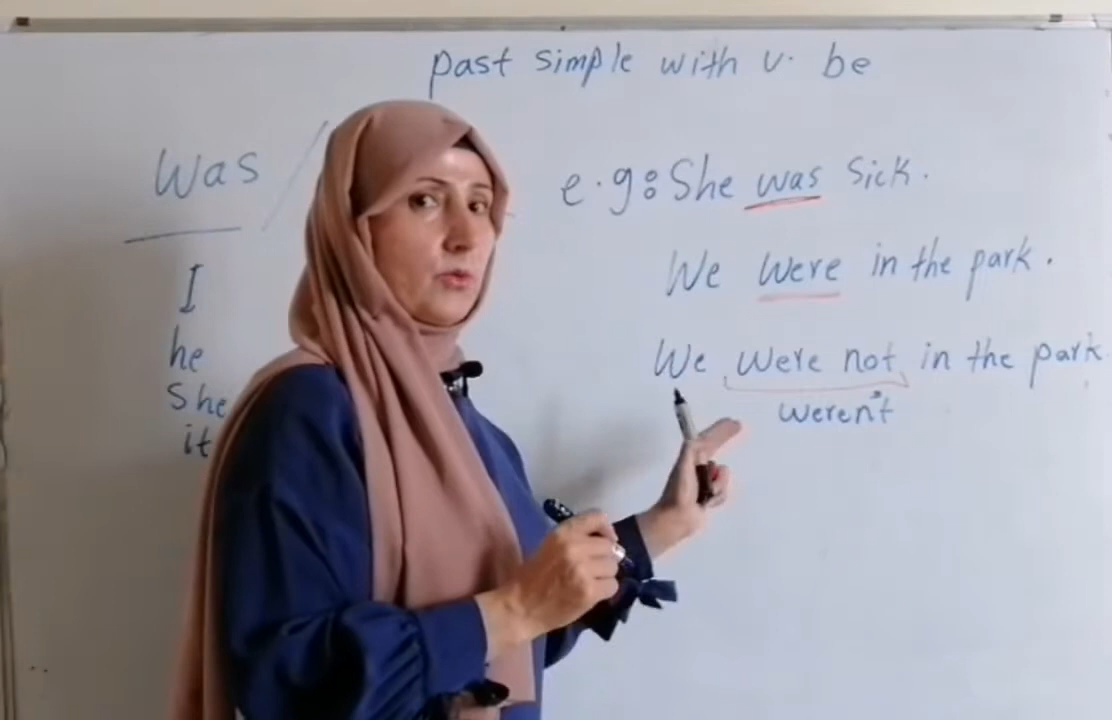 past simple with v. be
Was /
I
he
She
it
e.g: She was sick.
We were in the park.
We were not in the park
weren't